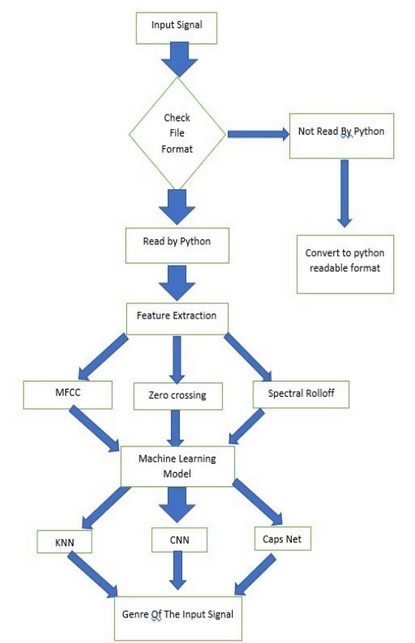 Input Signal
Check
File
Format
Not Read By Python
Read by Python
Convert to python
readable format
Feature Extraction
MFCC
Zero crossing
Spectral Rolloff
Machine Learning
Model
KNN
CNN
Caps Net
Genre Of The Input Signal